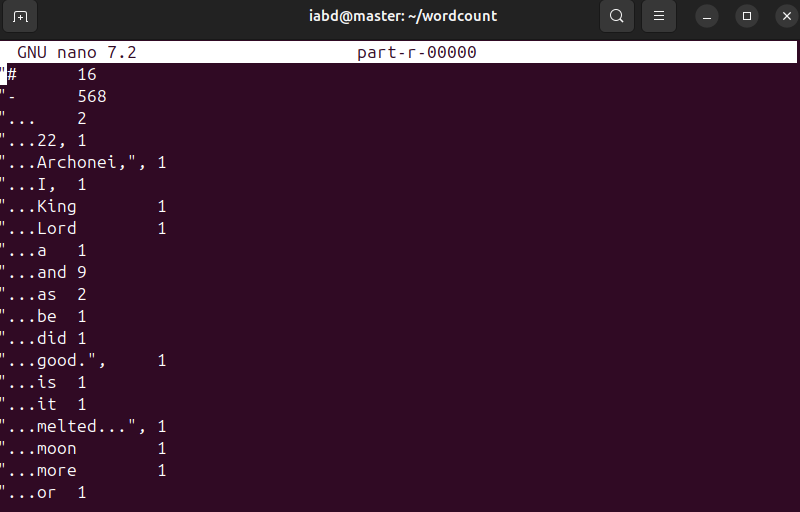 iabd@master: ~/wordcount
GNU nano 7.2 part-r-00000
"# 16
"- 568
"... 2
"...22, 1
"...Archonei,", 1
"...I, 1
"...King 1
"...Lord 1
"...a 1
"...and 9
"...as 2
"...be 1
"...did 1
"...good.", 1
"...is 1
"...it 1
"...melted...", 1
"...moon 1
"...more 1
"...or 1